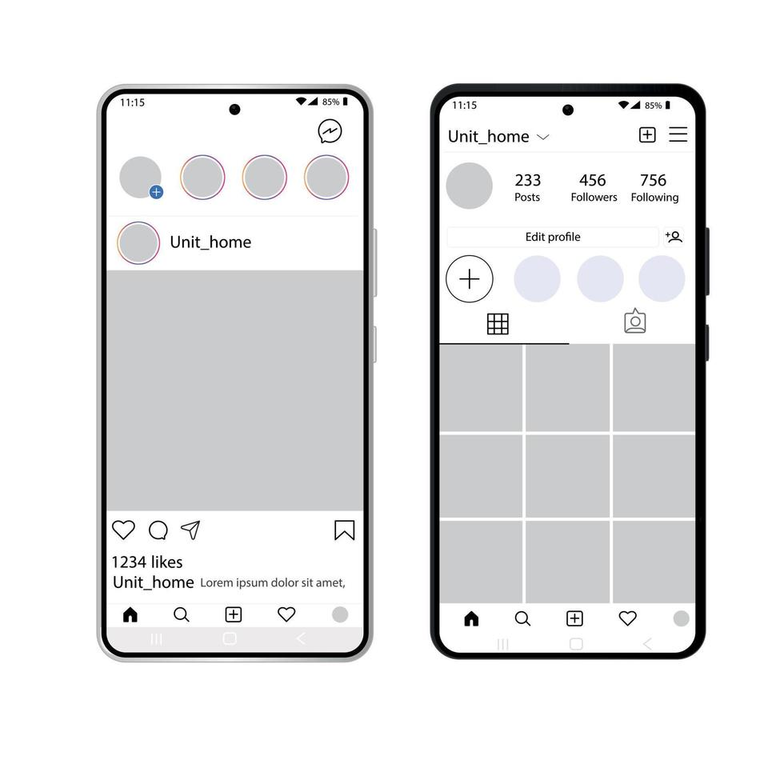 11:15 85%
Unit_home
1234 likes
Unit_home Lorem ipsum dolor sit amet,
11:15 85%
Unit_home
233 456 756
Posts Followers Following
Edit profile